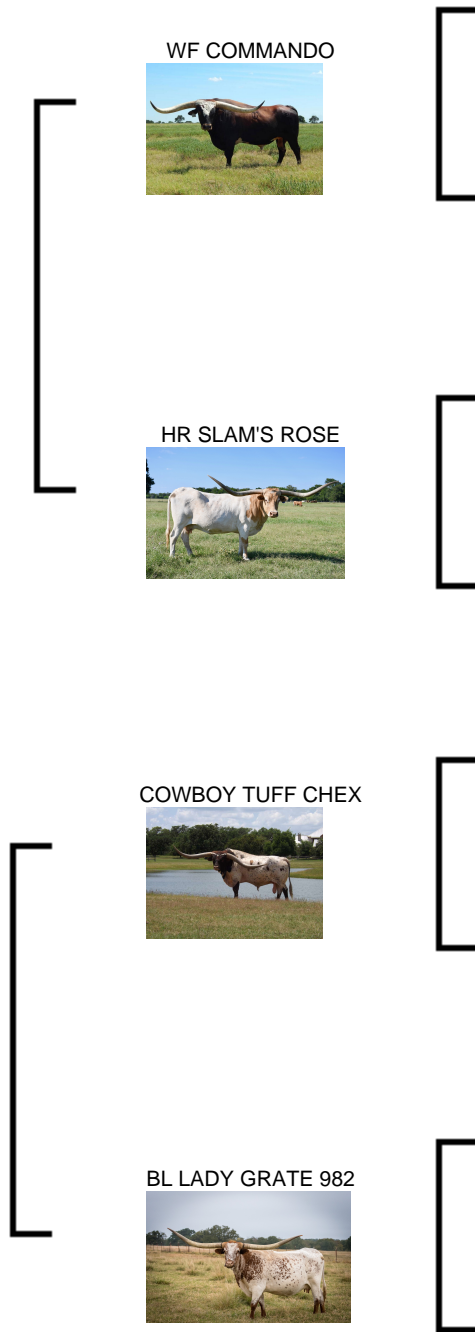 WF COMMANDO
HR SLAM'S ROSE
COWBOY TUFF CHEX
BL LADY GRATE 982